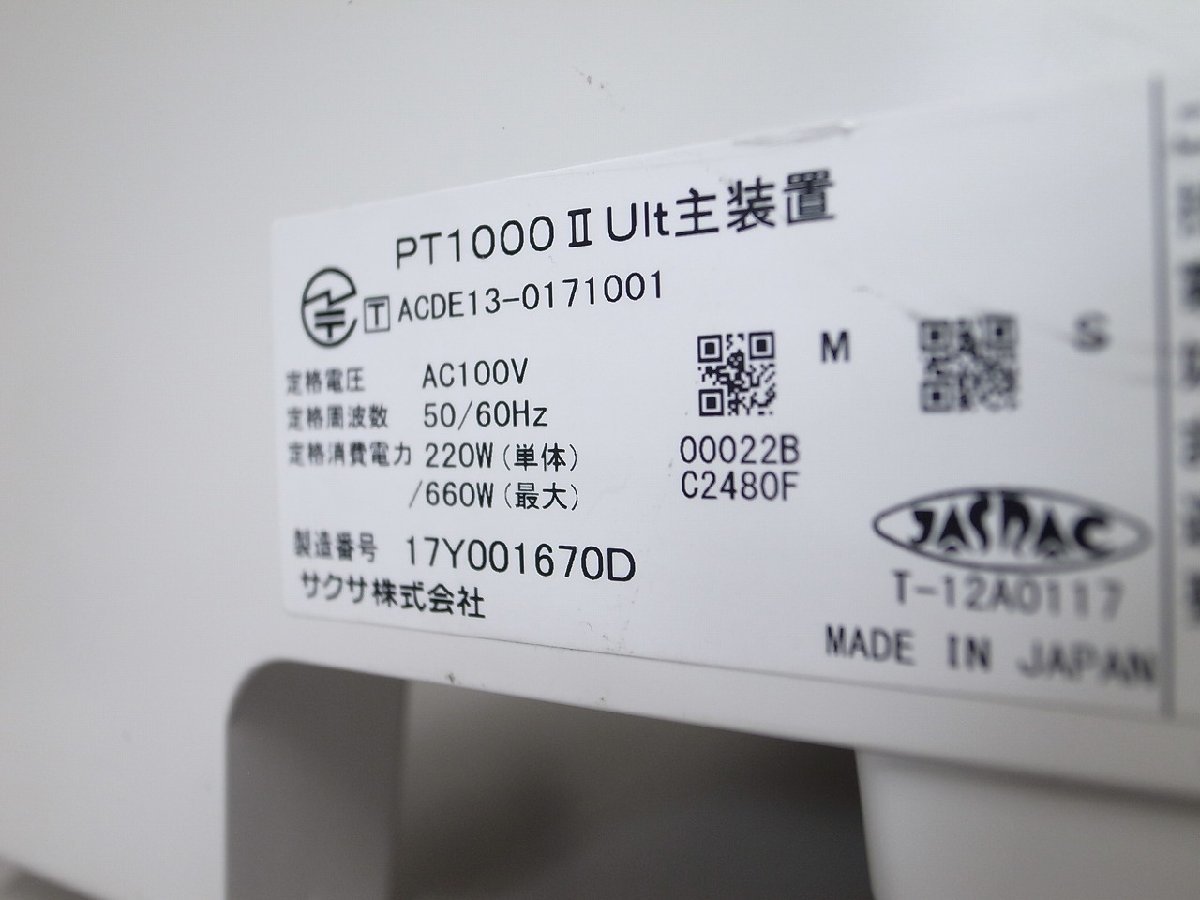 PT1000ⅡUlt主装置
T ACDE13-0171001
定格電圧 AC100V
定格周波数 50/60Hz
定格消費電力 220W(単体)
/660W(最大)
製造番号 17Y001670D
サクサ株式会社
M
S
00022B
C2480F
JASRAC
T-12A0117
MADE IN JAPAN